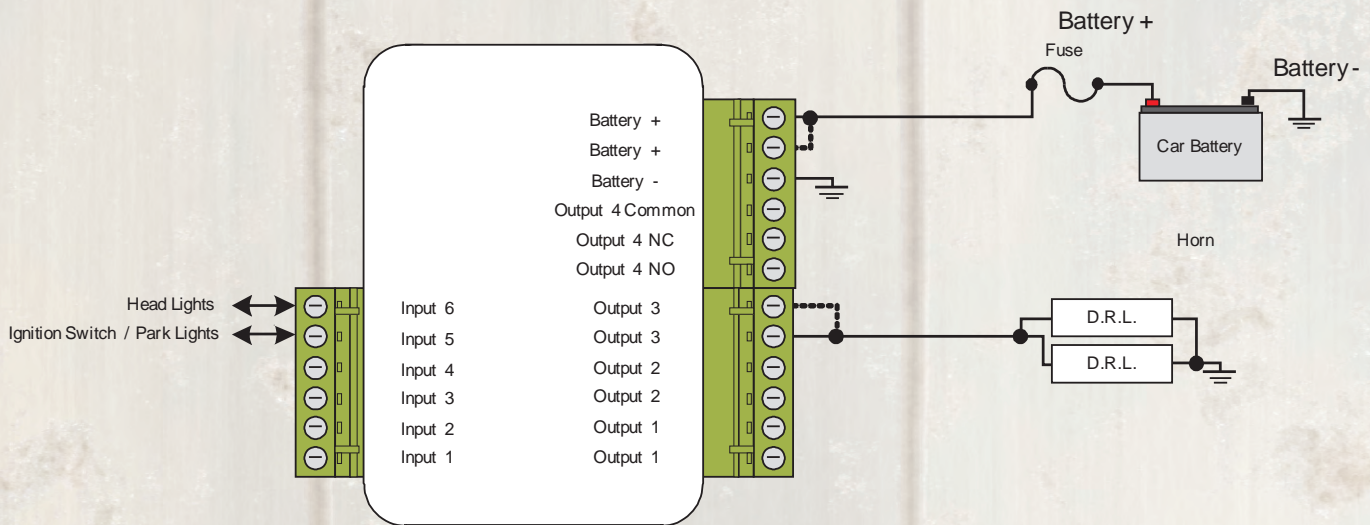 Battery +
Fuse
Battery -
Car Battery
Horn
Battery +
Battery +
Battery -
Output 4 Common
Output 4 NC
Output 4 NO
Head Lights
Ignition Switch / Park Lights
Input 6
Input 5
Input 4
Input 3
Input 2
Input 1
Output 3
Output 3
Output 2
Output 2
Output 1
Output 1
D.R.L.
D.R.L.